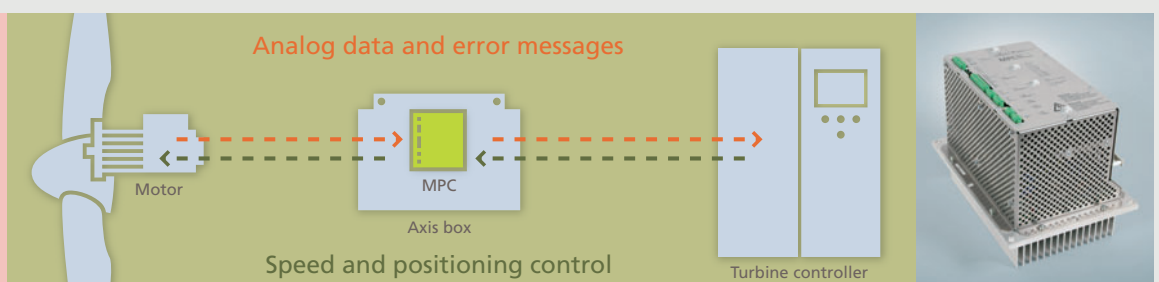 Analog data and error messages
Motor
MPC
Axis box
Speed and positioning control
Turbine controller